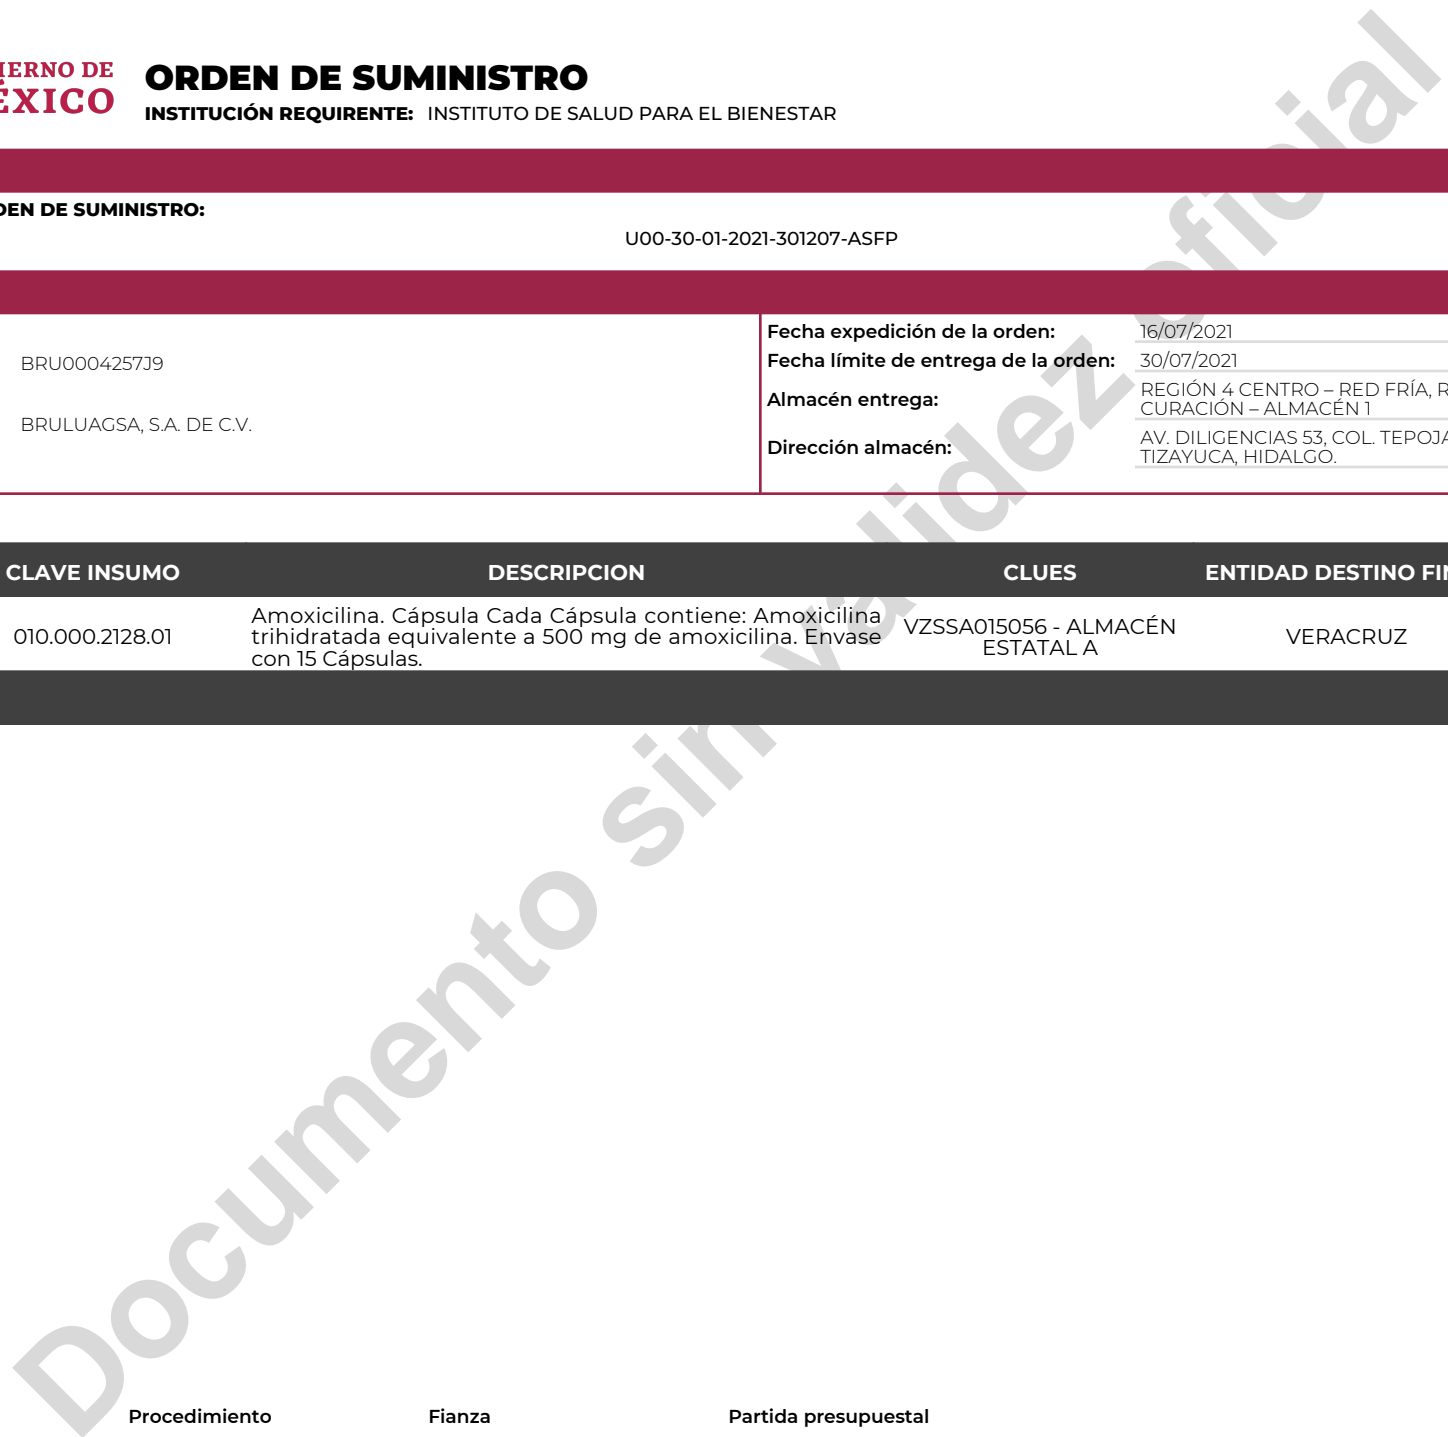 IERNO DE
ÉXICO
ORDEN DE SUMINISTRO
INSTITUCIÓN REQUIRENTE: INSTITUTO DE SALUD PARA EL BIENESTAR
DEN DE SUMINISTRO:
U00-30-01-2021-301207-ASFP
BRU0004257J9
BRULUAGSA, S.A. DE C.V.
Fecha expedición de la orden: 16/07/2021
Fecha límite de entrega de la orden: 30/07/2021
Almacén entrega: REGIÓN 4 CENTRO – RED FRÍA, R
CURACIÓN – ALMACÉN 1
Dirección almacén: AV. DILIGENCIAS 53, COL. TEPOJA
TIZAYUCA, HIDALGO.
CLAVE INSUMO DESCRIPCION CLUES ENTIDAD DESTINO FIN
010.000.2128.01
Amoxicilina. Cápsula Cada Cápsula contiene: Amoxicilina
trihidratada equivalente a 500 mg de amoxicilina. Envase
con 15 Cápsulas.
VZSSA015056 - ALMACÉN
ESTATAL A
VERACRUZ
Documento sin validez oficial
Procedimiento Fianza Partida presupuestal